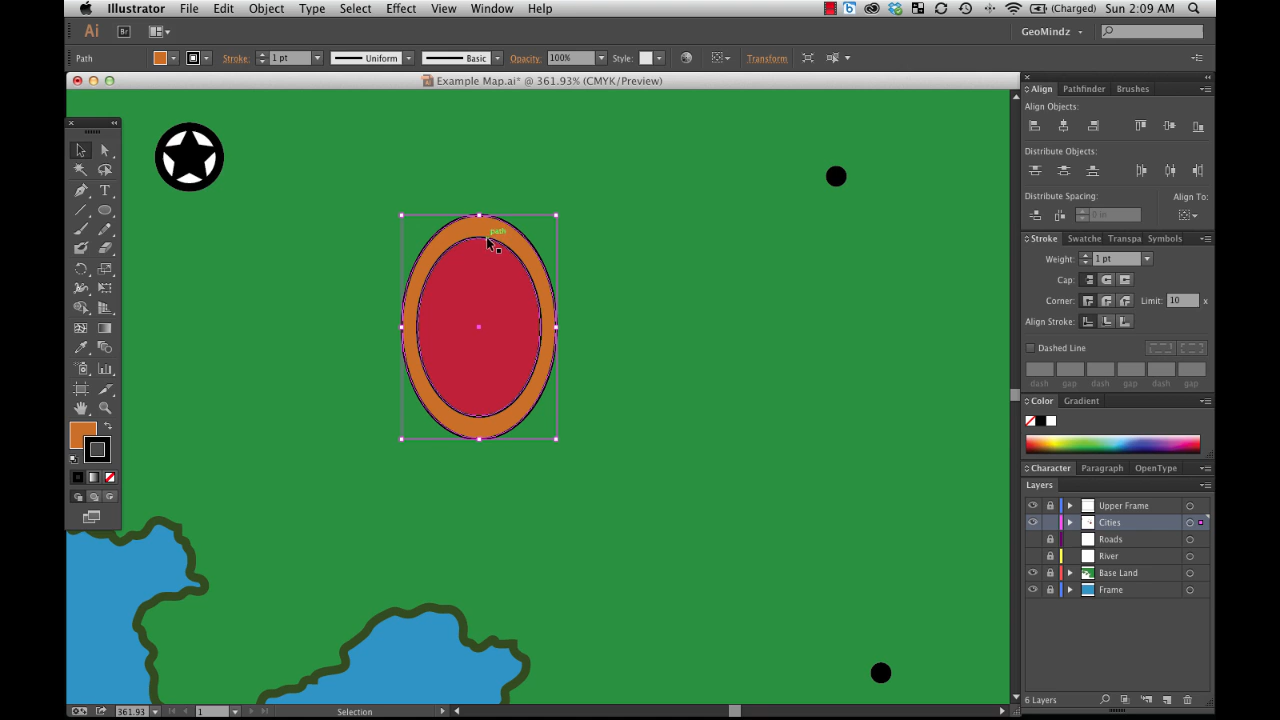 Illustrator File Edit Object Type Select Effect View Window Help (Charged) Sun 2:09 AM
Ai Br GeoMindz
Path Stroke: 1 pt Uniform Basic Opacity: 100% Style: Transform
Example Map.ai* @ 361.93% (CMYK/Preview)
Align Pathfinder Brushes
Align Objects:
Distribute Objects:
Distribute Spacing: Align To:
0 in
path
Stroke Swatche Transpa Symbols
Weight: 1 pt
Cap:
Corner: Limit: 10 x
Align Stroke:
Dashed Line
dash gap dash gap dash gap
Color Gradient
Character Paragraph OpenType
Layers
Upper Frame
Cities
Roads
River
Base Land
Frame
6 Layers
361.93 1 Selection